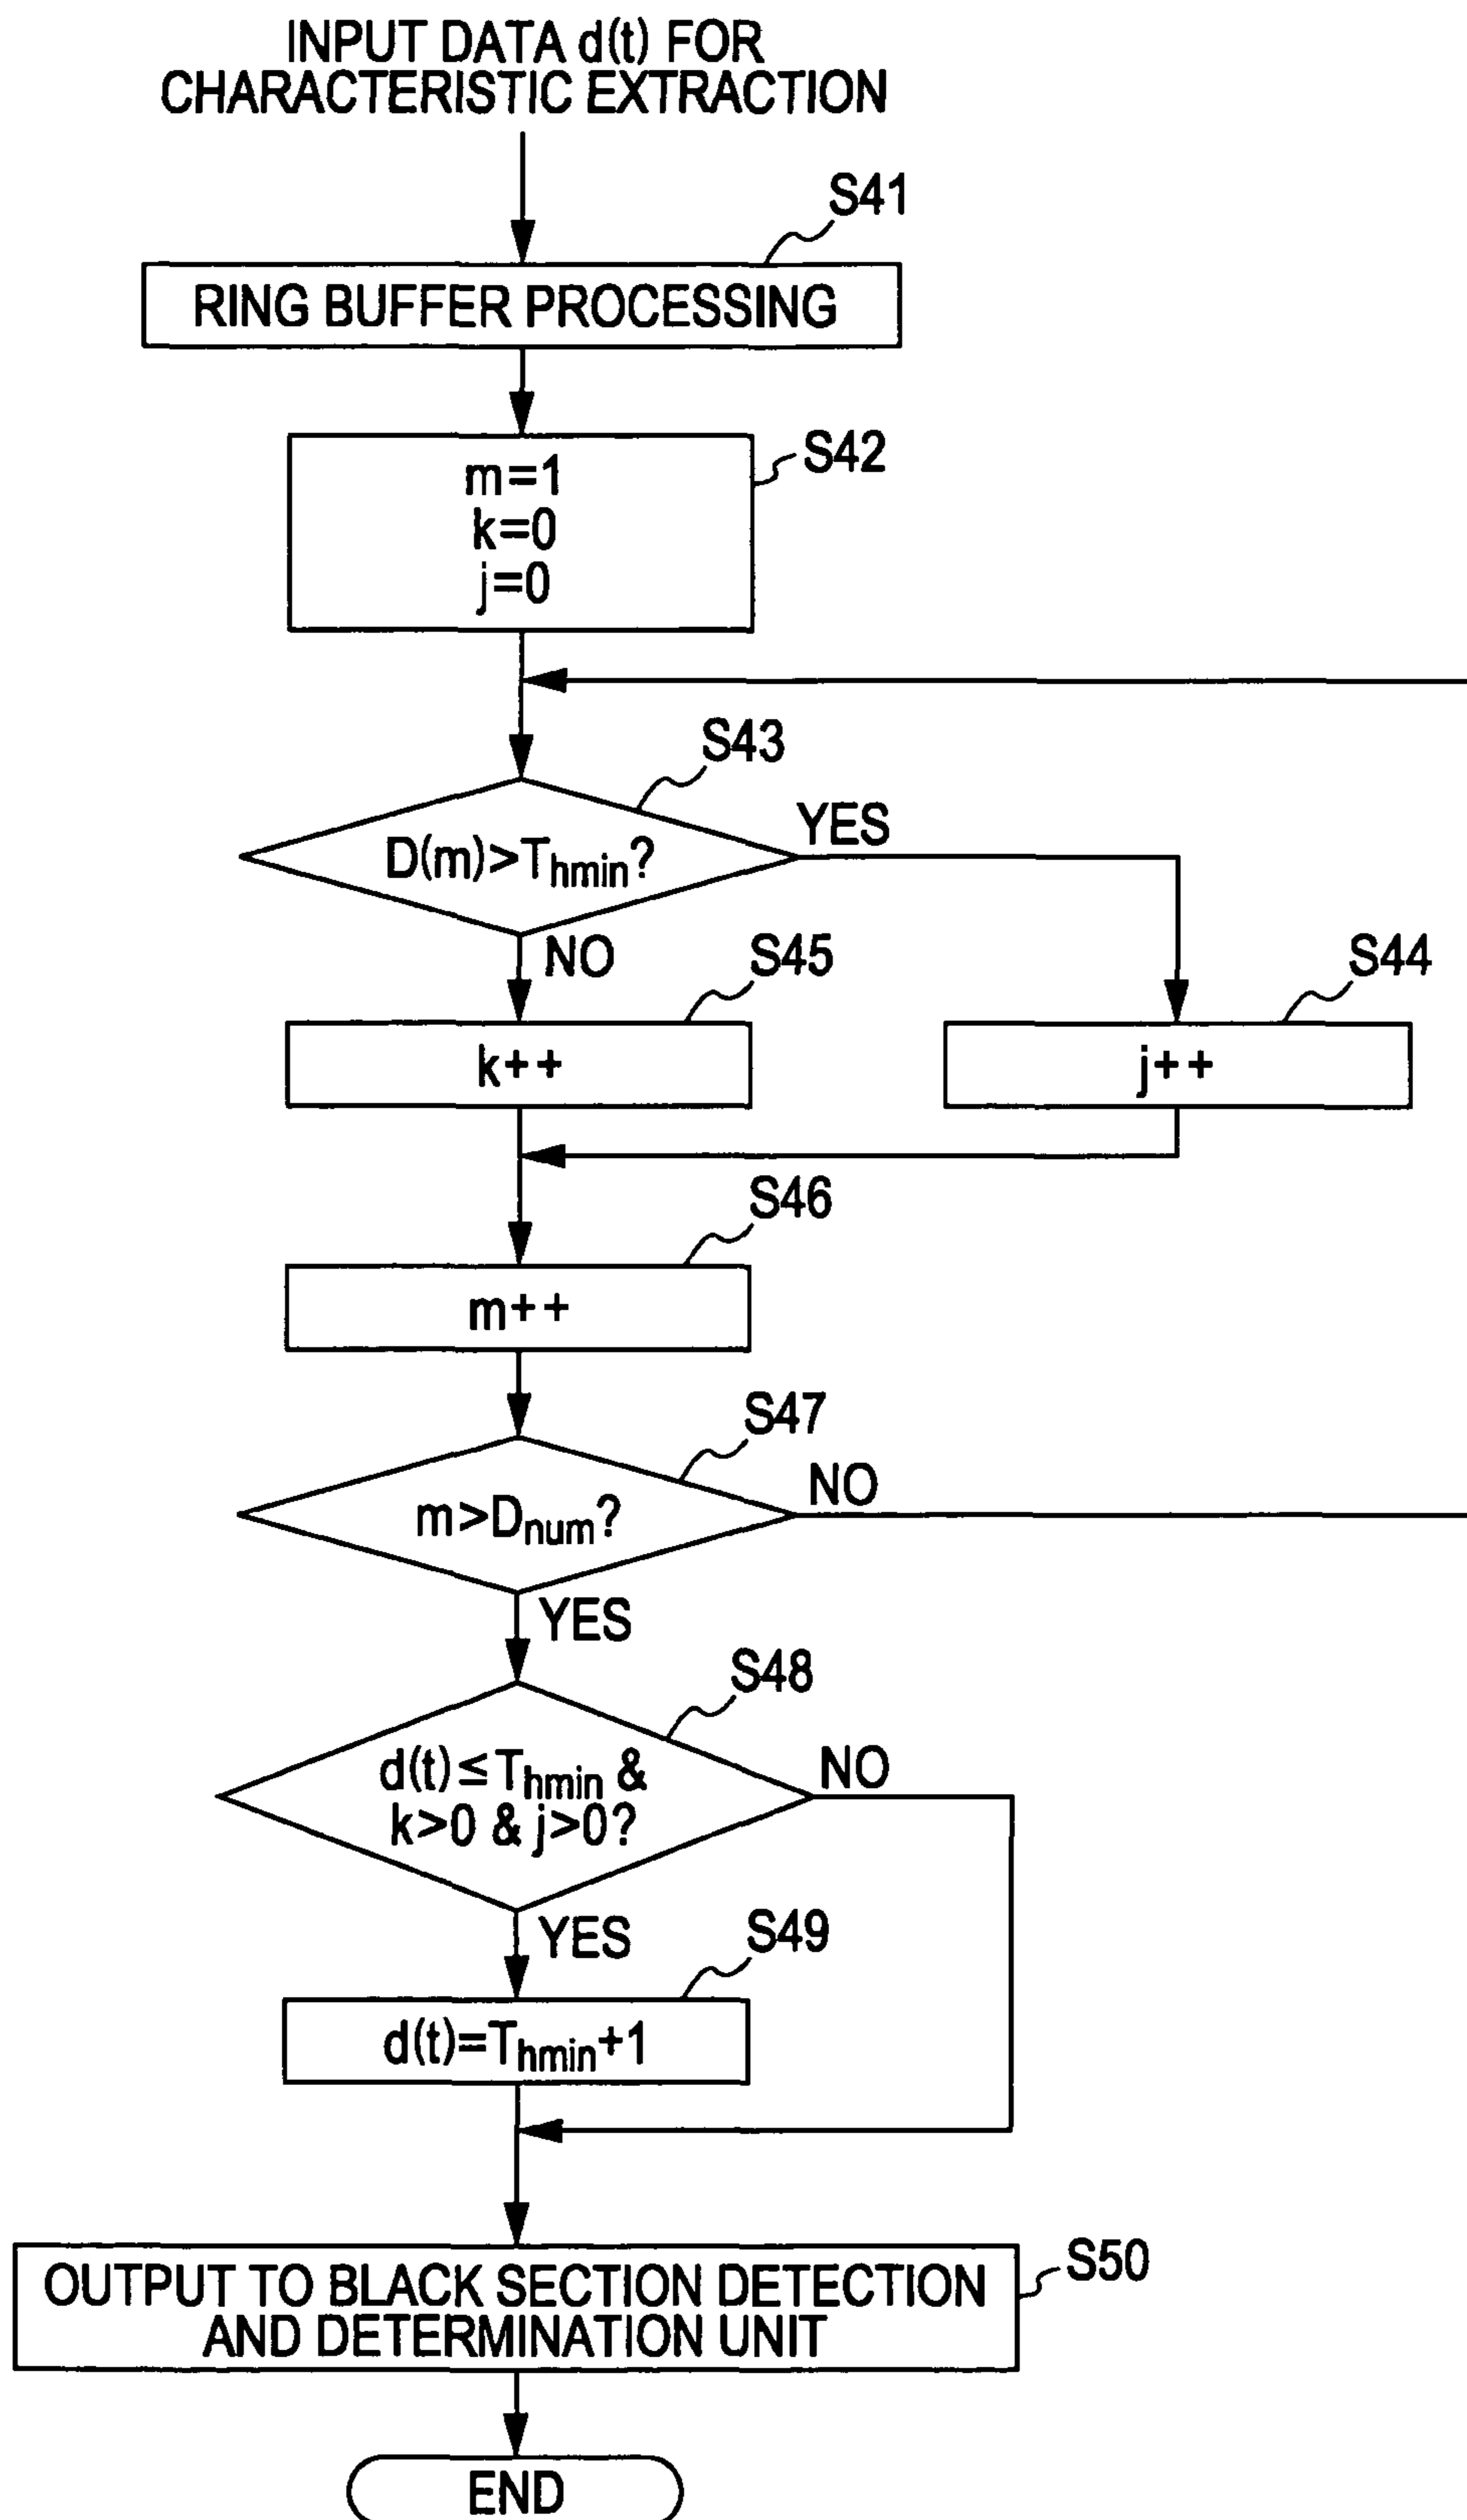 INPUT DATA d(t) FOR
CHARACTERISTIC EXTRACTION
S41
RING BUFFER PROCESSING
S42
m=1
k=0
j=0
S43
D(m)>Thmin?
YES
NO
S45
S44
k++
j++
S46
m++
S47
m>Dnum?
NO
YES
S48
d(t)≤Thmin &
k>0 & j>0?
NO
YES
S49
d(t)=Thmin+1
S50
OUTPUT TO BLACK SECTION DETECTION
AND DETERMINATION UNIT
END